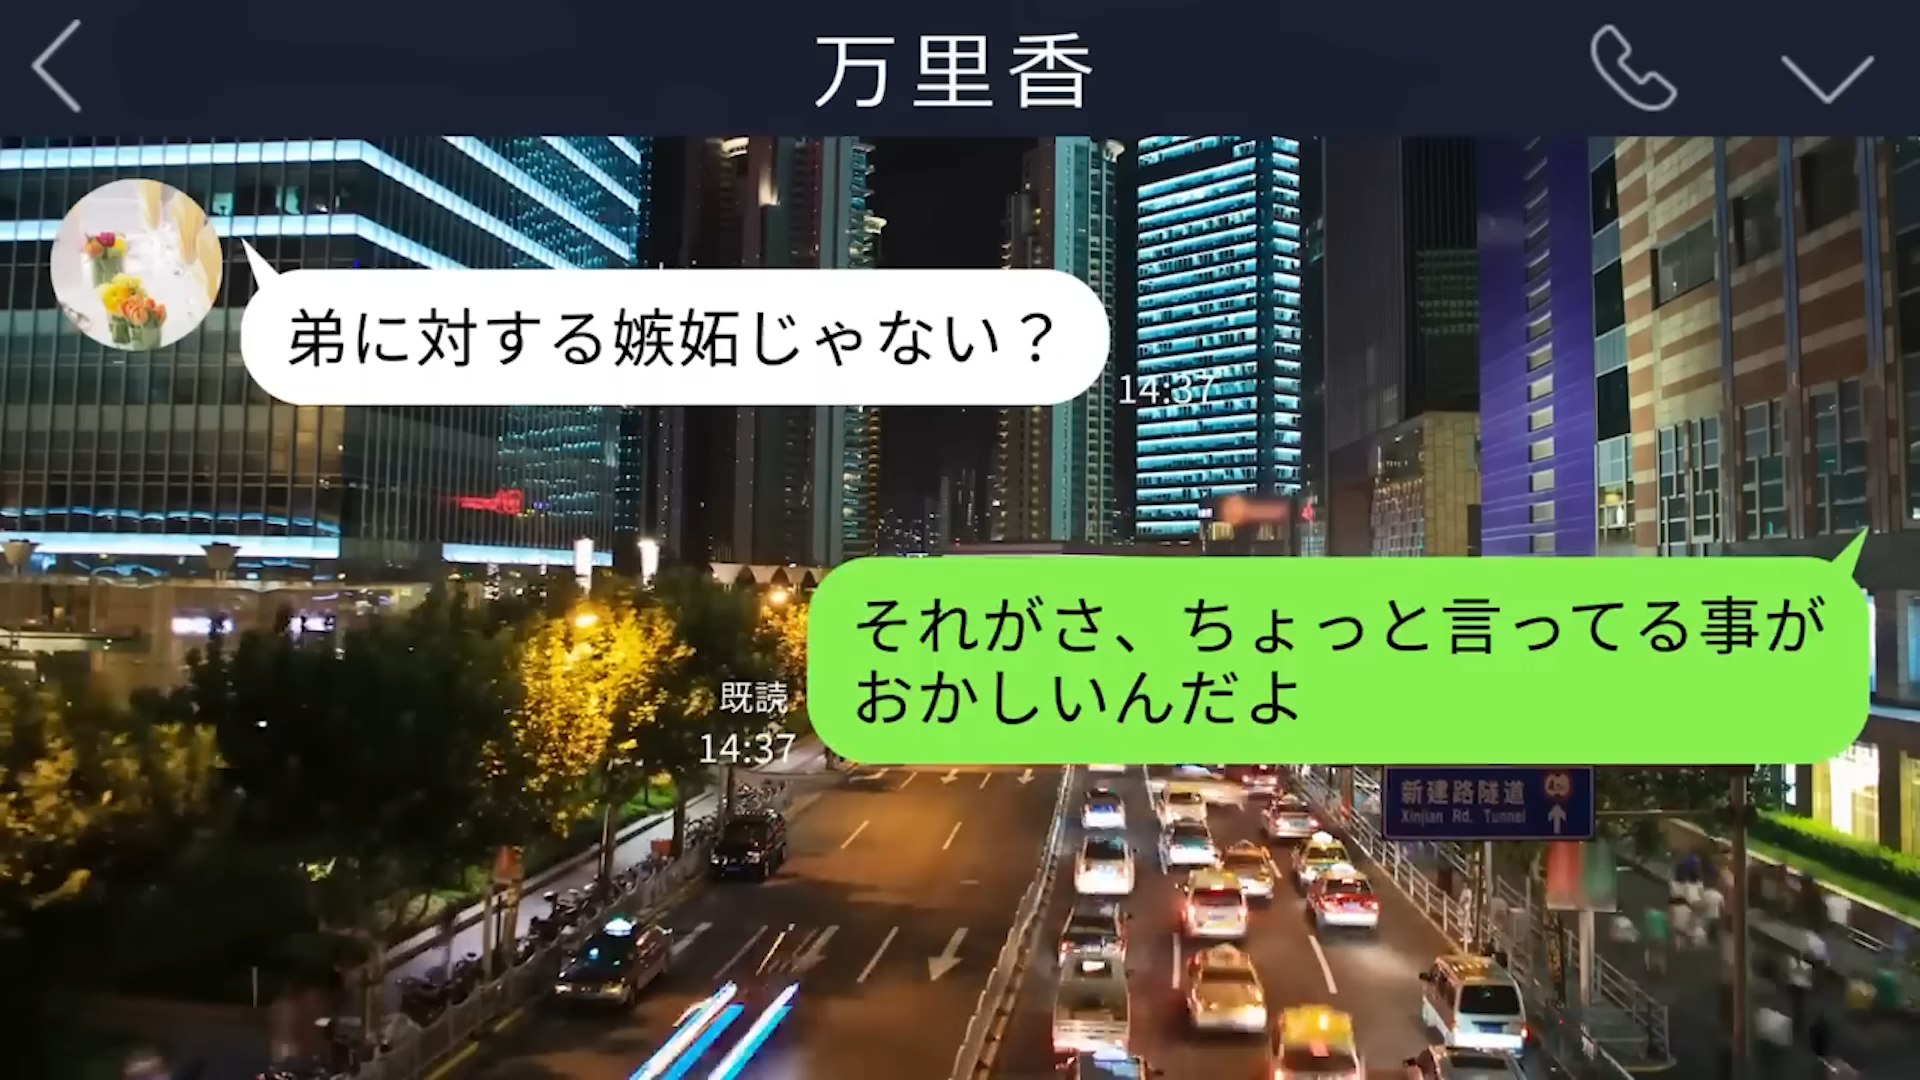 万里香
弟に対する嫉妬じゃない？
14:37
それがさ、ちょっと言ってる事が
おかしいんだよ
既読
14:37
新建路隧道
Xinjian Rd. Tunnel